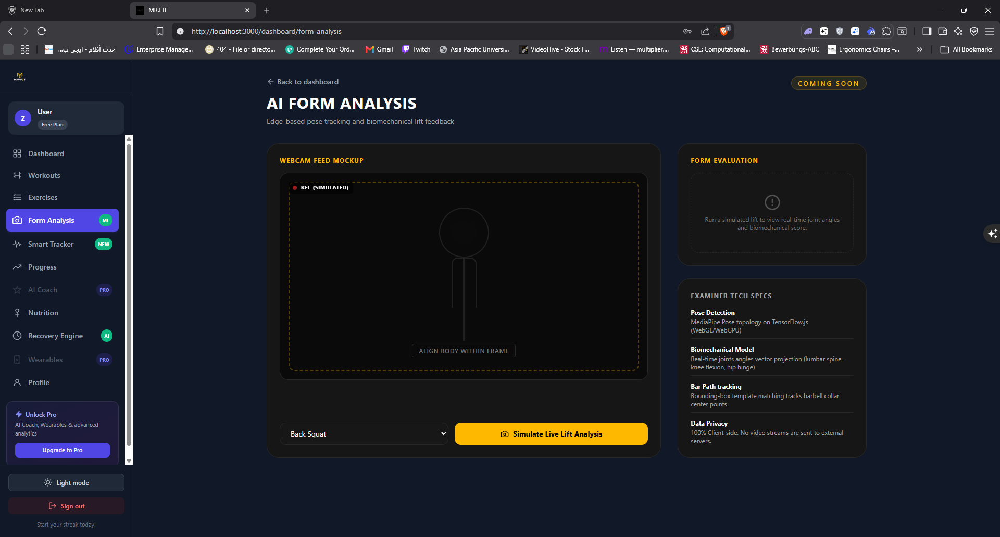 New Tab
MR.FIT
http://localhost:3000/dashboard/form-analysis
1
احدث أفلام - ايجي ب...
Enterprise Manage...
404 - File or directo...
Complete Your Ord...
Gmail
Twitch
Asia Pacific Universi...
VideoHive - Stock F...
Listen — multiplier....
CSE: Computational...
Bewerbungs-ABC
Ergonomics Chairs –...
All Bookmarks
MR-FIT
Z
User
Free Plan
Dashboard
Workouts
Exercises
Form Analysis ML
Smart Tracker NEW
Progress
AI Coach PRO
Nutrition
Recovery Engine AI
Wearables PRO
Profile
Unlock Pro
AI Coach, Wearables & advanced
analytics
Upgrade to Pro
Light mode
Sign out
Start your streak today!
Back to dashboard
COMING SOON
AI FORM ANALYSIS
Edge-based pose tracking and biomechanical lift feedback
WEBCAM FEED MOCKUP
REC (SIMULATED)
ALIGN BODY WITHIN FRAME
Back Squat
Simulate Live Lift Analysis
FORM EVALUATION
Run a simulated lift to view real-time joint angles
and biomechanical score.
EXAMINER TECH SPECS
Pose Detection
MediaPipe Pose topology on TensorFlow.js
(WebGL/WebGPU)
Biomechanical Model
Real-time joints angles vector projection (lumbar spine,
knee flexion, hip hinge)
Bar Path tracking
Bounding-box template matching tracks barbell collar
center points
Data Privacy
100% Client-side. No video streams are sent to external
servers.